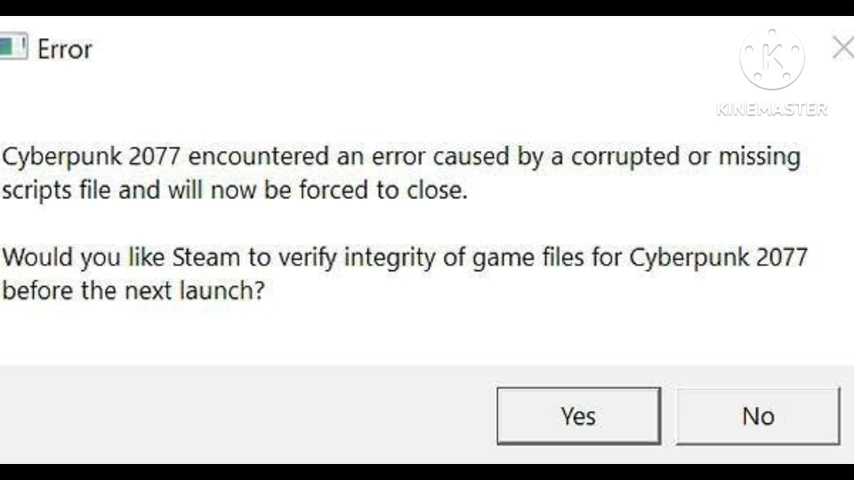 Error
K
KINEMASTER
Cyberpunk 2077 encountered an error caused by a corrupted or missing
scripts file and will now be forced to close.
Would you like Steam to verify integrity of game files for Cyberpunk 2077
before the next launch?
Yes
No